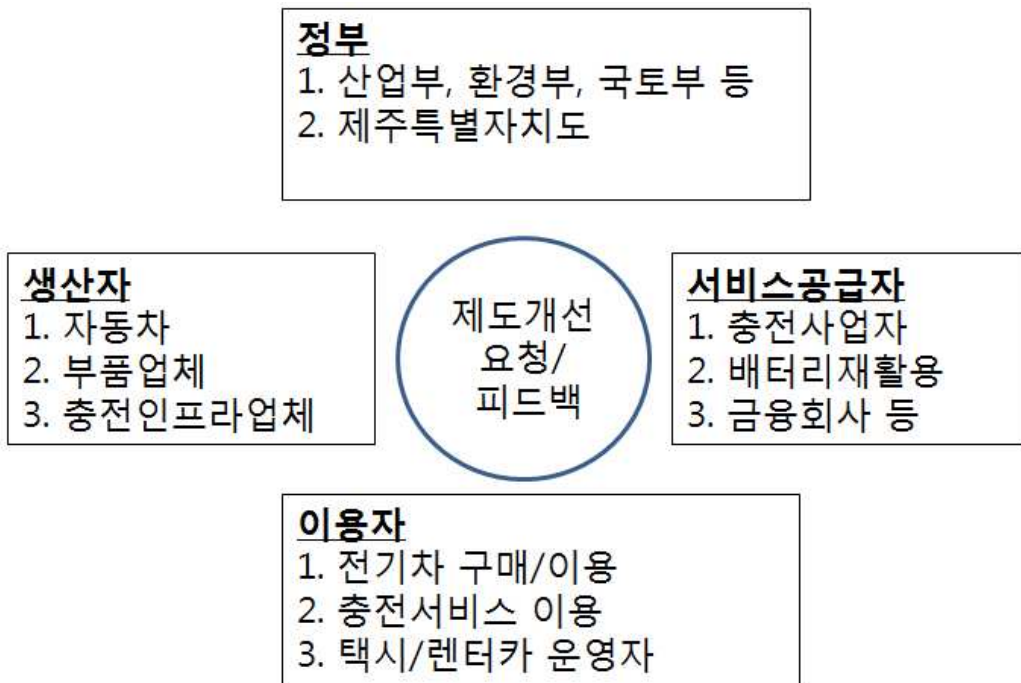 정부
1. 산업부, 환경부, 국토부 등
2. 제주특별자치도
생산자
1. 자동차
2. 부품업체
3. 충전인프라업체
제도개선
요청/
피드백
서비스공급자
1. 충전사업자
2. 배터리재활용
3. 금융회사 등
이용자
1. 전기차 구매/이용
2. 충전서비스 이용
3. 택시/렌터카 운영자